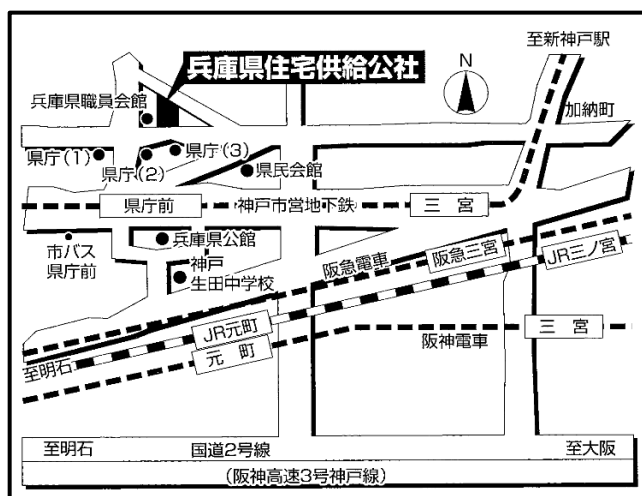 至新神戸駅
兵庫県住宅供給公社
N
兵庫県職員会館
加納町
県庁(1)
県庁(2)
県庁(3)
県民会館
県庁前
神戸市営地下鉄
三宮
市バス
県庁前
兵庫県公館
神戸
生田中学校
阪急電車
阪急三宮
JR三ノ宮
JR元町
元町
阪神電車
三宮
至明石
至明石
国道2号線
至大阪
(阪神高速3号神戸線)